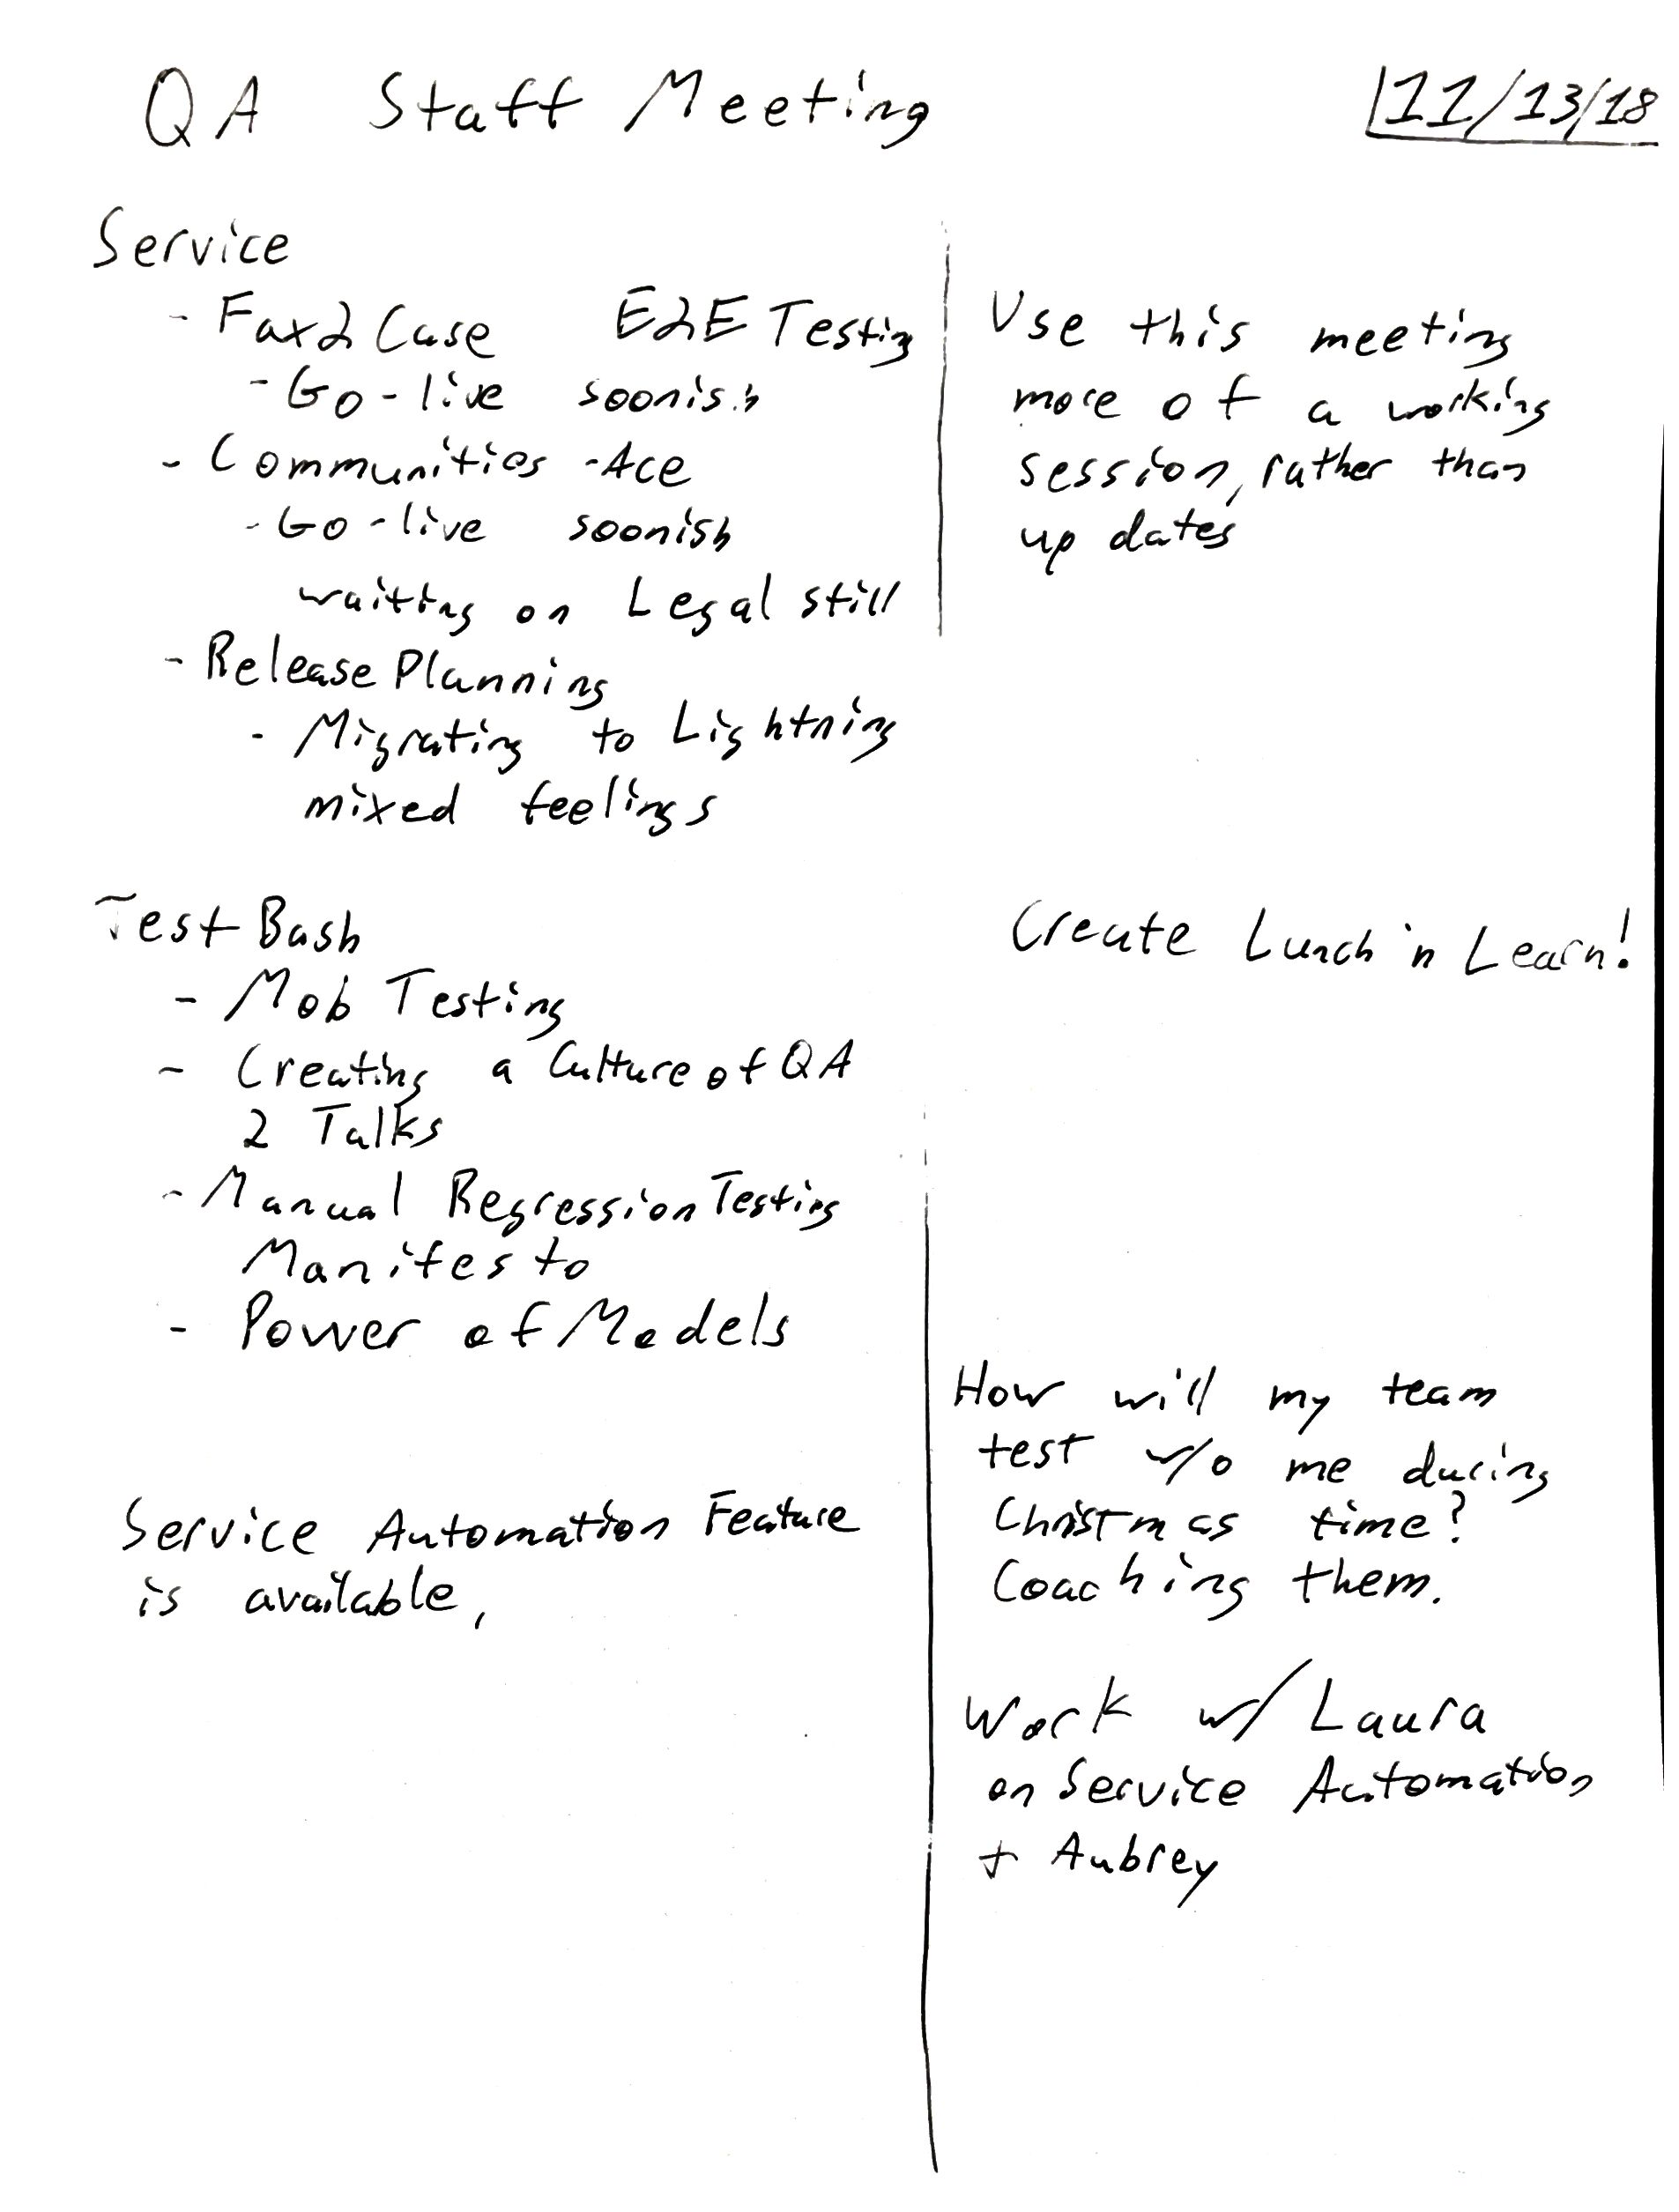 QA Staff Meeting
11/13/18
Service
- Fax2Case E2E Testing
- Go-live soonish
- Communities - Ace
- Go-live soonish
waiting on Legal still
- Release Planning
- Migrating to Lightning
mixed feelings
Use this meeting
more of a working
session, rather than
up dates
Test Bash
- Mob Testing
- Creating a Culture of QA
2 Talks
- Manual Regression Testing
Manifesto
- Power of Models
Create Lunch 'n Learn!
Service Automation Feature
is available,
How will my team
test w/o me during
Christmas time?
Coaching them.
Work w/ Laura
on Service Automation
+ Aubrey